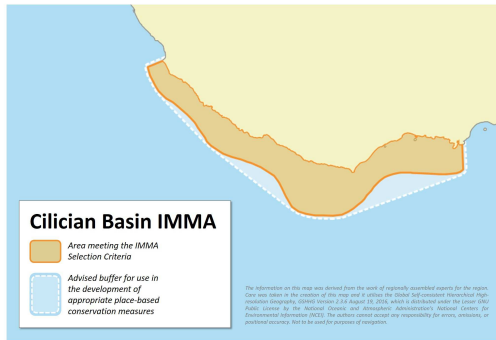 Cilician Basin IMMA
Area meeting the IMMA
Selection Criteria
Advised buffer for use in
the development of
appropriate place-based
conservation measures
The information on this map was derived from the work of regionally assembled experts for the region.
Care was taken in the creation of this map and it utilises the Global Self-consistent Hierarchical High-
resolution Geography, GSHHG Version 2.3.6 August 19, 2016, which is distributed under the Lesser GNU
Public License by the National Oceanic and Atmospheric Administration's National Centers for
Environmental Information (NCEI). The authors cannot accept any responsibility for errors, omissions, or
positional accuracy. Not to be used for purposes of navigation.